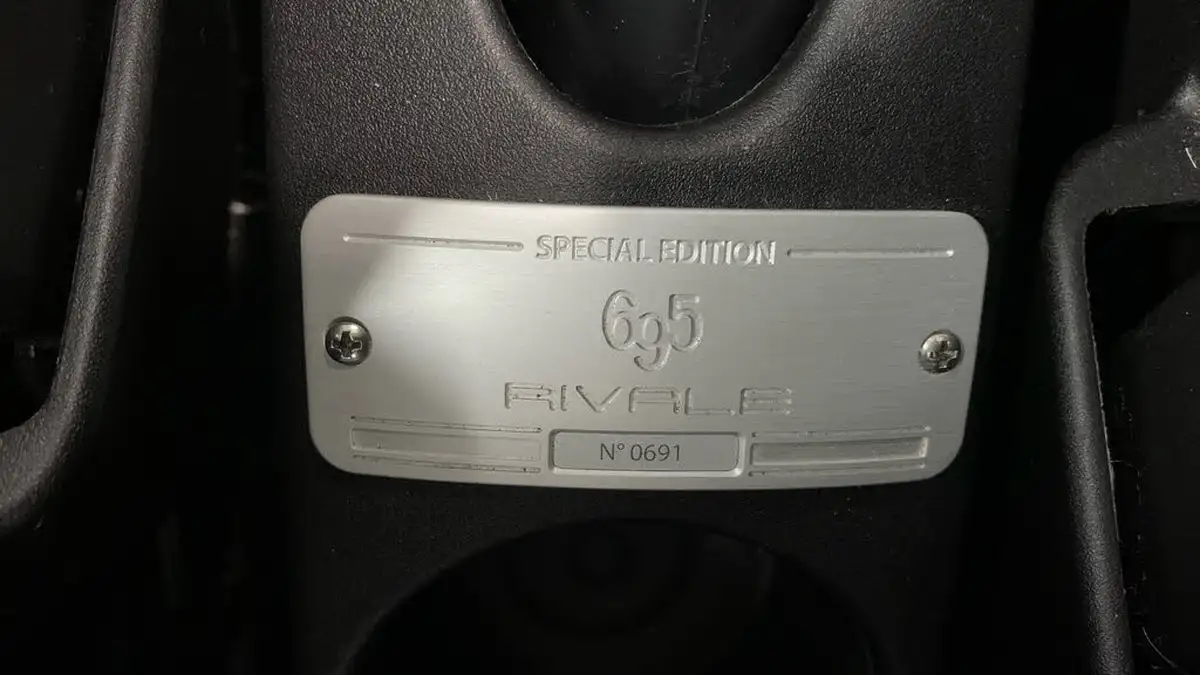 SPECIAL EDITION
695
RIVALE
N° 0691